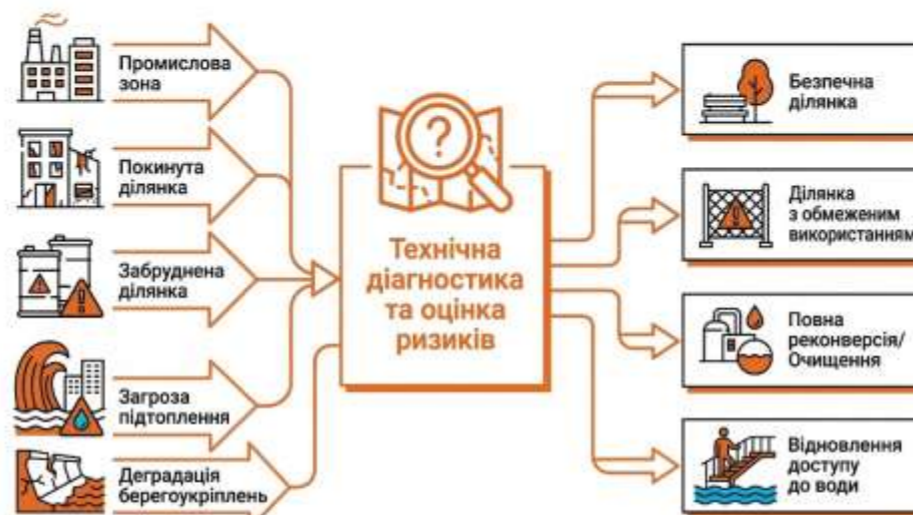 Промислова
зона
Покинута
ділянка
Забруднена
ділянка
Загроза
підтоплення
Деградація
берегоукріплень
?
Технічна
діагностика
та оцінка
ризиків
Безпечна
ділянка
Ділянка
з обмеженим
використанням
Повна
реконверсія/
Очищення
Відновлення
доступу
до води